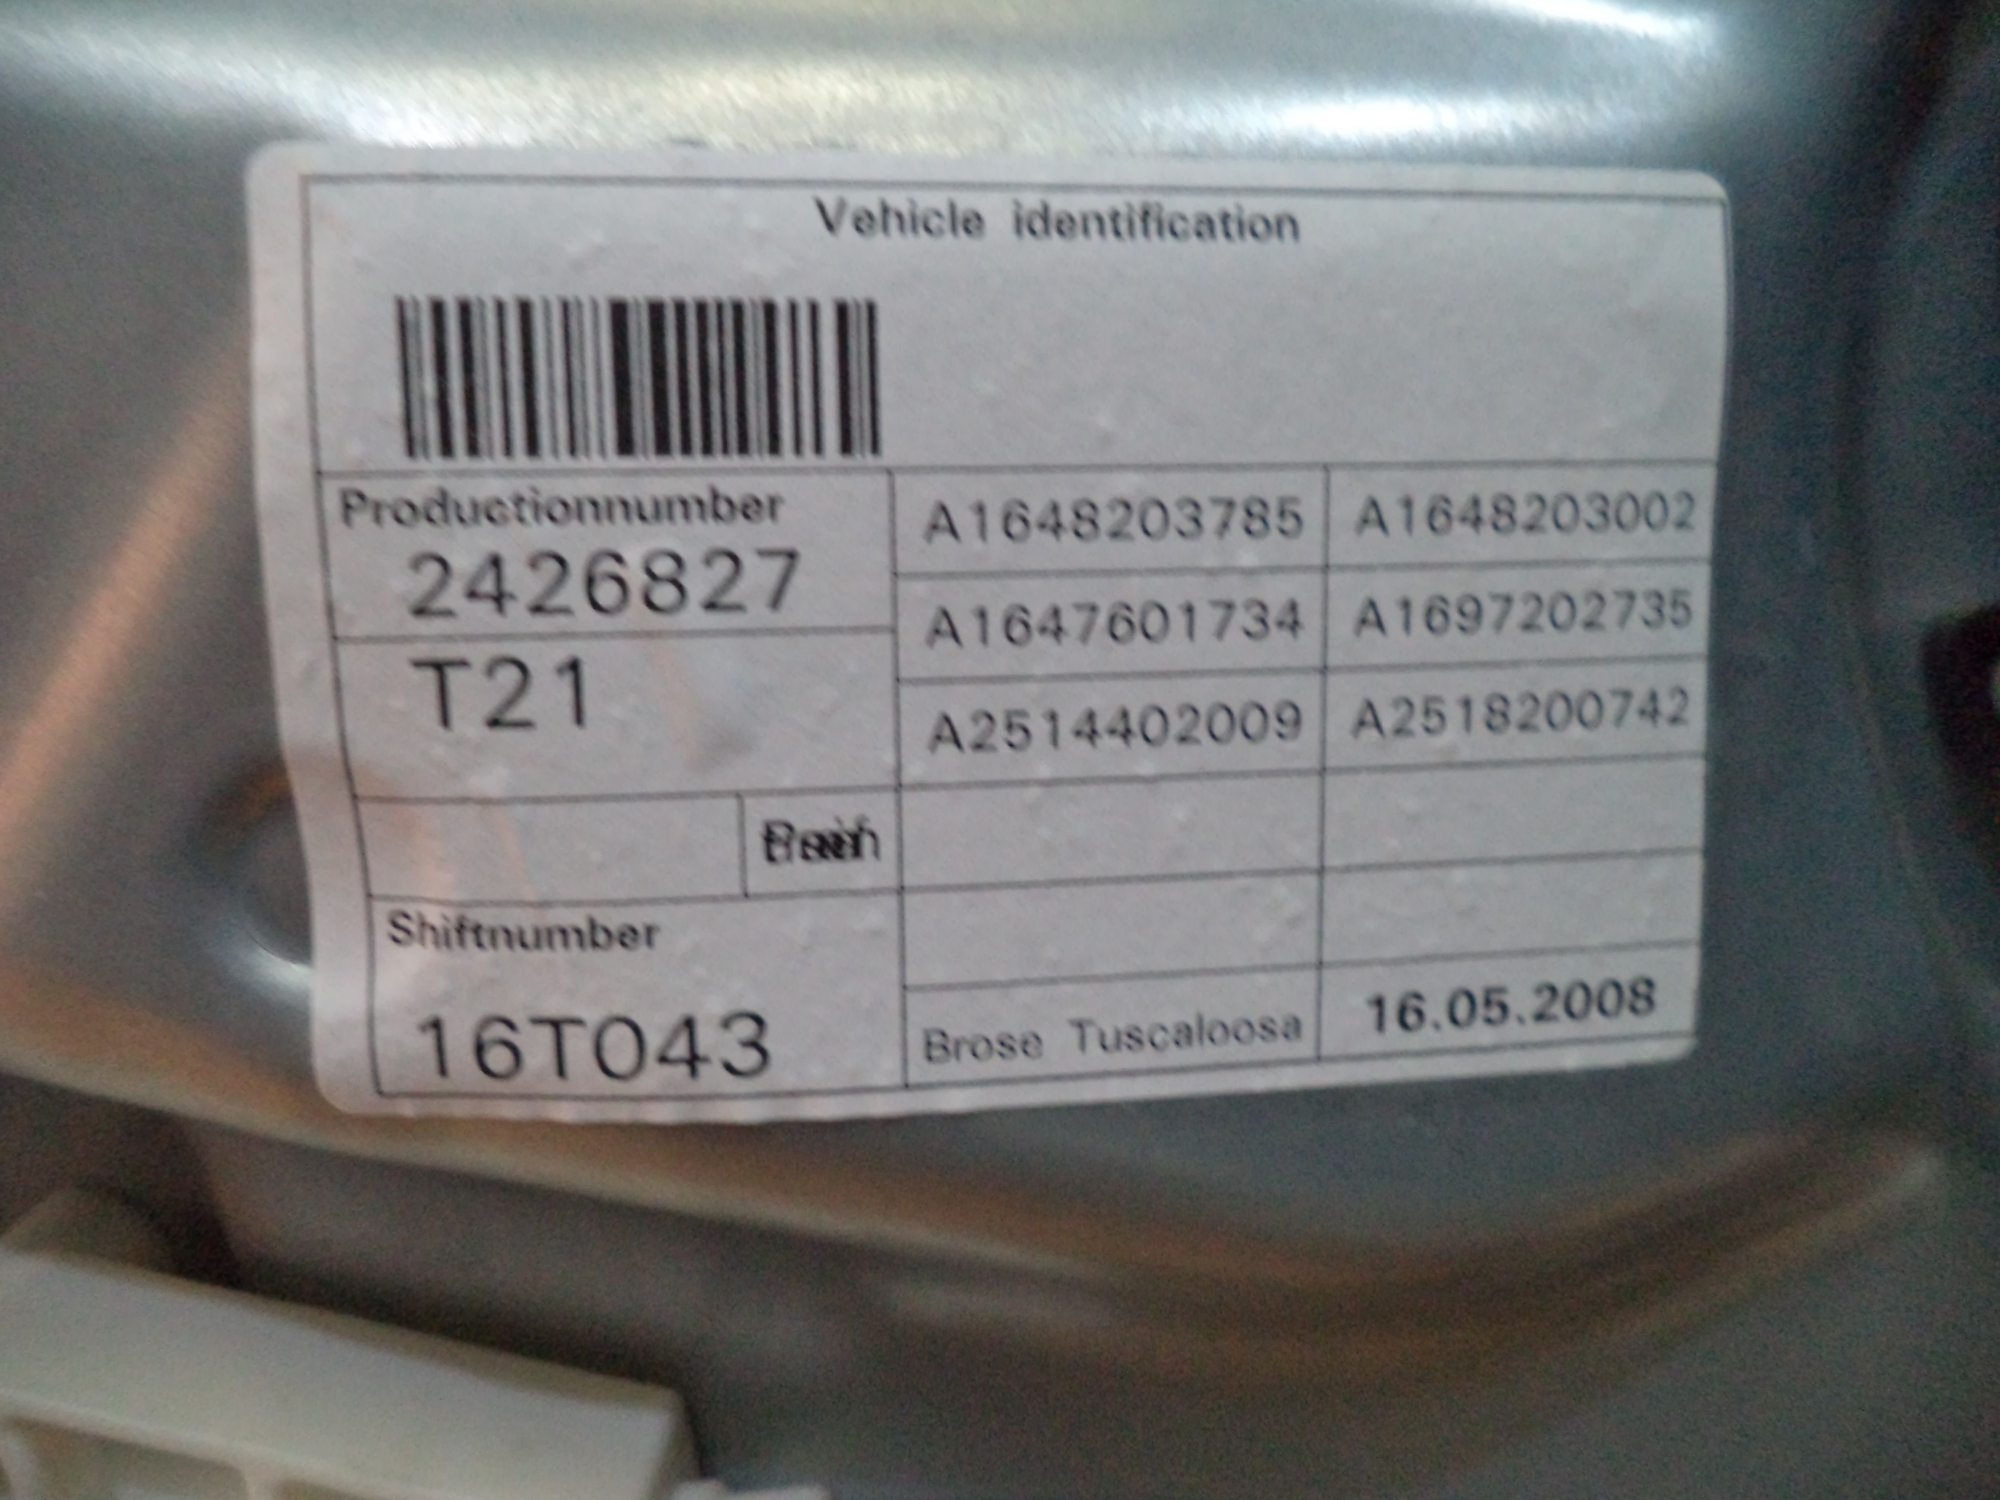 Vehicle identification
Productionnumber
2426827
T21
Shiftnumber
16T043
A1648203785 A1648203002
A1647601734 A1697202735
A2514402009 A2518200742
Brose Tuscaloosa 16.05.2008